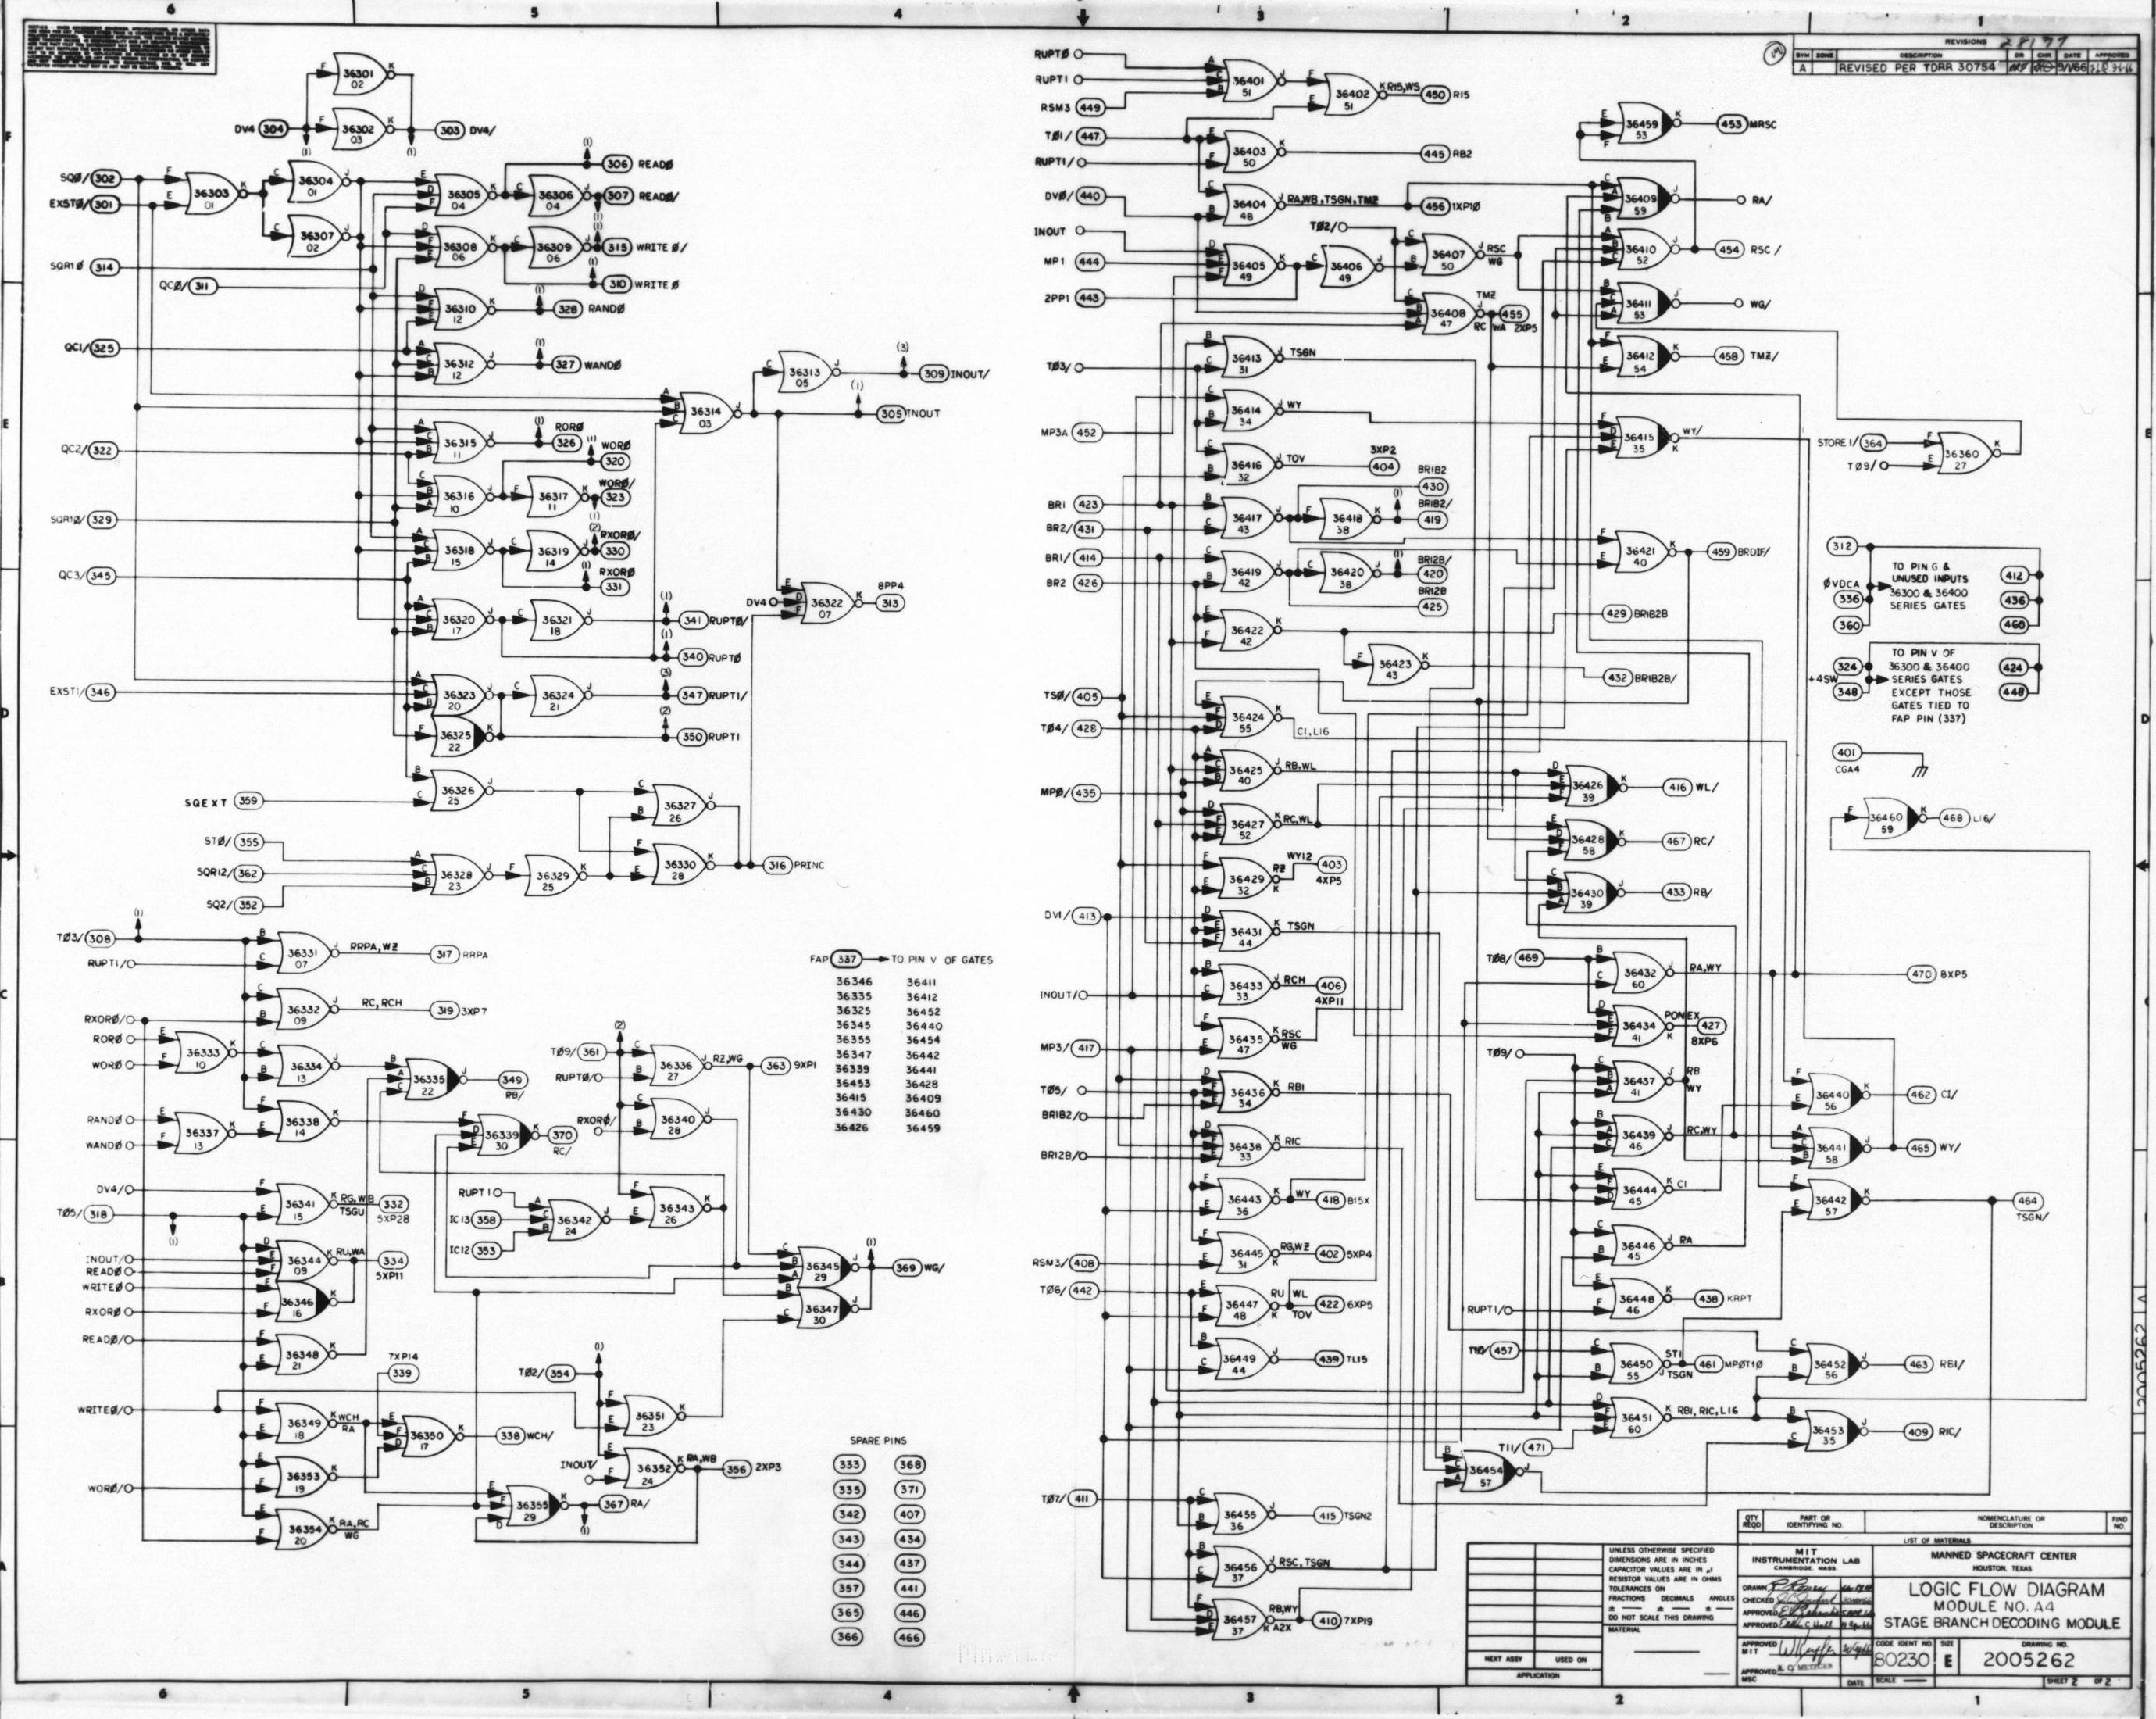 6 5 4 3 2 1
REVISIONS 28137
SYM ZONE DESCRIPTION DR CHK DATE APPROVED
A REVISED PER TDRR 30754
36301 02
DV4 304 36302 03 303 DV4/
SQØ/ 302
EXSTØ/ 301
36303 01
36304 01
36305 04
36306 04
306 READØ
307 READØ/
36307 02
36308 06
36309 06
315 WRITE Ø/
310 WRITE Ø
SQR10 314
QCØ/ 311
36310 12 328 RANDØ
QC1/ 325
36312 12 327 WANDØ
36313 05 309 INOUT/
36314 03 305 INOUT
QC2/ 322
36315 11 RORØ 326
WORØ 320
36316 10 36317 11 WORØ/ 323
SQR10/ 329
36318 15 36319 14 RXORØ/ 330
RXORØ 331
QC3/ 345
36320 17 36321 18 341 RUPTØ/
340 RUPTØ
DV4 36322 07 8PP4 313
EXST1/ 346
36323 20 36324 21 347 RUPT1/
36325 22 350 RUPT1
SQEXT 359 36326 25
36327 26
STØ/ 355
SQR12/ 362
SQ2/ 352
36328 23 36329 25 36330 28 316 PRINC
TØ3/ 308
RUPT1/
36331 07 RRPA, WZ 317 RRPA
RXORØ/ 36332 09 RC, RCH 319 3XP7
RORØ
WORØ
36333 10 36334 13 36335 22 349 RB/
RANDØ
WANDØ
36337 13 36338 14 36339 30 370 RC/
TØ9/ 361
RUPTØ/
36336 27 RZ, WG 363 9XP1
RXORØ/ 36340 28
DV4/
TØ5/ 318
36341 15 RG, WB TSGU 332 5XP28
RUPT1
IC13 358
IC12 353
36342 24 36343 26
INOUT/
READØ
WRITEØ
RXORØ
36344 09 RU, WA 334 5XP11
36346 16
36345 29 369 WG/
36347 30
READØ/ 36348 21
7XP14 339
WRITEØ/ 36349 18 WCH RA 36350 17 338 WCH/
TØ2/ 354
36351 23
INOUT/ 36352 24 RA, WB 356 2XP3
WORØ/ 36353 19
36354 20 RA, RC WG
36355 29 367 RA/
FAP 337 TO PIN V OF GATES
36346 36411
36335 36412
36325 36452
36345 36440
36355 36454
36347 36442
36339 36441
36453 36428
36415 36409
36430 36460
36426 36459
SPARE PINS
333 368
335 371
342 407
343 434
344 437
357 441
365 446
366 466
RUPTØ
RUPT1
RSM3 449
36401 51 36402 51 R15, WS 450 R15
TØ1/ 447
RUPT1/
36403 50 445 RB2
DVØ/ 440 36404 48 RA, WB, TSGN, TMZ 456 1XP10
INOUT
MP1 444
2PP1 443
36405 49 36406 49
TØ2/
36407 50 RSC WG
36408 47 TMZ RC WA 455 2XP5
TØ3/ 36413 31 TSGN
MP3A 452 36414 34 WY
36416 32 TOV 3XP2 404
BR1 423
BR2/ 431
36417 43 36418 38 BR1B2 430
BR1B2/ 419
BR1/ 414
BR2 426
36419 42 36420 38 BR12B/ 420
BR12B 425
36421 40 459 BRDIF/
36422 42 429 BR1B2B
36423 43 432 BR1B2B/
TSØ/ 405
TØ4/ 428
36424 55 CI, L16
36425 40 RB, WL
MPØ/ 435
36427 52 RC, WL
36429 32 RZ WY12 403 4XP5
DV1/ 413 36431 44 TSGN
INOUT/ 36433 33 RCH 406 4XP11
MP3/ 417 36435 47 RSC WG
TØ5/
BR1B2/
36436 34 RB1
BR12B/ 36438 33 R1C
36443 36 WY 418 B15X
RSM3/ 408 36445 31 RG, WZ 402 5XP4
TØ6/ 442 36447 48 RU WL TOV 422 6XP5
36449 44 439 TL15
TØ7/ 411 36455 36 415 TSGN2
36456 37 RSC, TSGN
36457 37 RB, WY A2X 410 7XP19
36459 53 453 MRSC
36409 59 RA/
36410 52 454 RSC/
36411 53 WG/
36412 54 458 TMZ/
36415 35 WY/
STORE1/ 364
TØ9/
36360 27
36426 39 416 WL/
36428 58 467 RC/
36430 39 433 RB/
TØ8/ 469 36432 60 RA, WY 470 8XP5
36434 41 PONEX 427 8XP6
TØ9/ 36437 41 RB WY
36439 46 RC, WY
36440 56 462 CI/
36441 58 465 WY/
36444 45 CI
36442 57 464 TSGN/
36446 45 RA
RUPT1/ 36448 46 438 KRPT
T10/ 457 36450 55 ST1 TSGN 461 MPØT10
36452 56 463 RB1/
36451 60 RB1, R1C, L16
36453 35 409 R1C/
T11/ 471 36454 57
312
ØVDCA 336
360
TO PIN G &
UNUSED INPUTS
36300 & 36400
SERIES GATES
412
436
460
324
+4SW
348
TO PIN V OF
36300 & 36400
SERIES GATES
EXCEPT THOSE
GATES TIED TO
FAP PIN (337)
424
448
401
CGA4
36460 59 468 L16/
QTY REQD PART OR IDENTIFYING NO. NOMENCLATURE OR DESCRIPTION FIND NO.
LIST OF MATERIALS
UNLESS OTHERWISE SPECIFIED
DIMENSIONS ARE IN INCHES
CAPACITOR VALUES ARE IN µf
RESISTOR VALUES ARE IN OHMS
TOLERANCES ON
FRACTIONS DECIMALS ANGLES
± ± ±
DO NOT SCALE THIS DRAWING
MATERIAL
NEXT ASSY USED ON
APPLICATION
MIT
INSTRUMENTATION LAB
CAMBRIDGE, MASS.
DRAWN
CHECKED
APPROVED
APPROVED
APPROVED MIT
APPROVED MSC
DATE
MANNED SPACECRAFT CENTER
HOUSTON, TEXAS
LOGIC FLOW DIAGRAM
MODULE NO. A4
STAGE BRANCH DECODING MODULE
CODE IDENT NO. 80230
SIZE E
DRAWING NO. 2005262
SCALE
SHEET 2 OF 2
2005262 A
6 5 4 3 2 1